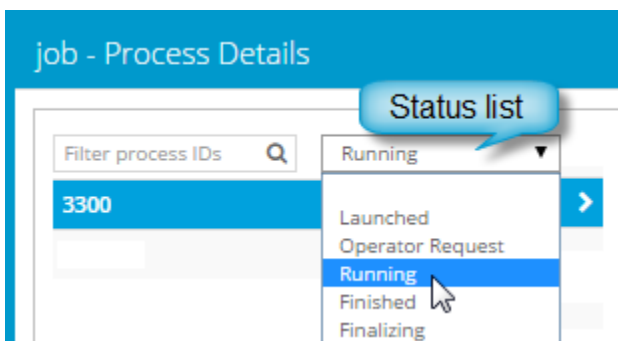 job - Process Details
Status list
Filter process IDs
Running
3300
Launched
Operator Request
Running
Finished
Finalizing